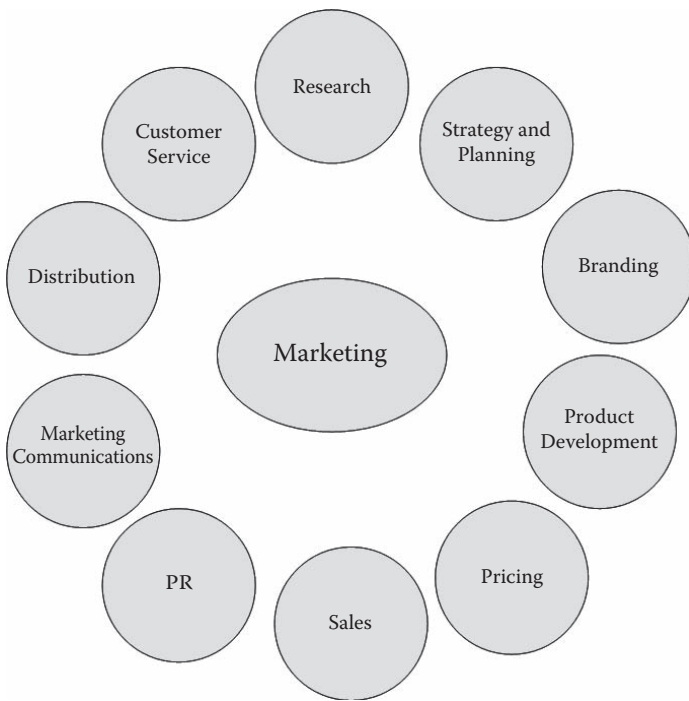 Research
Strategy and
Planning
Branding
Product
Development
Pricing
Sales
PR
Marketing
Communications
Distribution
Customer
Service
Marketing